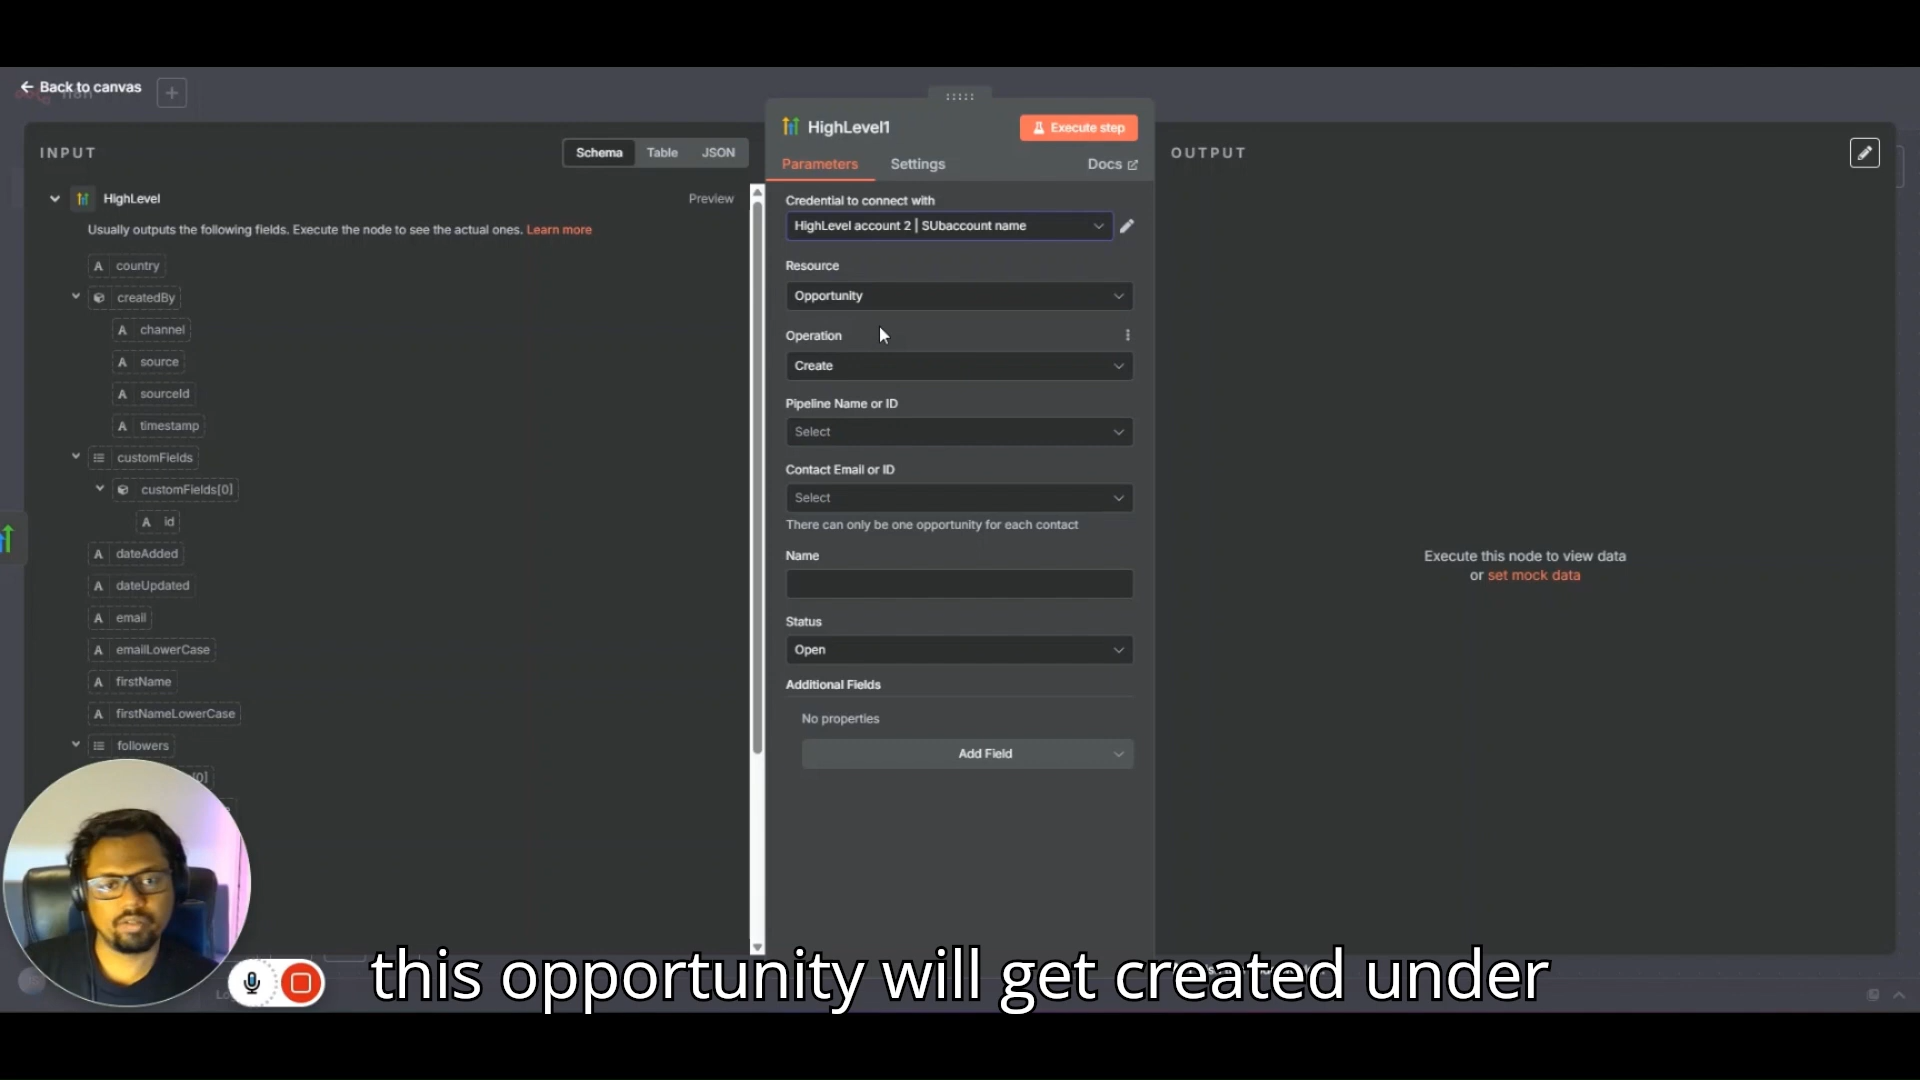 Back to canvas
INPUT
Schema
Table
JSON
HighLevel
Preview
Usually outputs the following fields. Execute the node to see the actual ones. Learn more
A country
createdBy
A channel
A source
A sourceId
A timestamp
customFields
customFields[0]
A id
A dateAdded
A dateUpdated
A email
A emailLowerCase
A firstName
A firstNameLowerCase
followers
HighLevel1
Execute step
Parameters
Settings
Docs
Credential to connect with
HighLevel account 2 | SUbaccount name
Resource
Opportunity
Operation
Create
Pipeline Name or ID
Select
Contact Email or ID
Select
There can only be one opportunity for each contact
Name
Status
Open
Additional Fields
No properties
Add Field
OUTPUT
Execute this node to view data
or set mock data
this opportunity will get created under